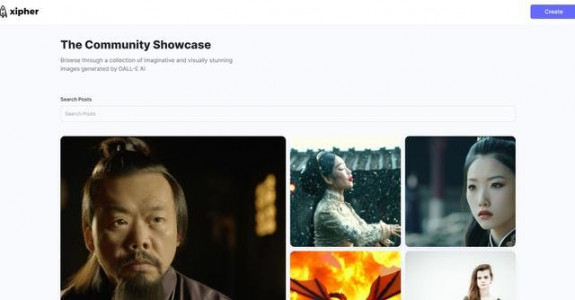 xipher
Create
The Community Showcase
Browse through a collection of imaginative and visually stunning
images generated by DALL-E AI
Search Posts
Search Posts